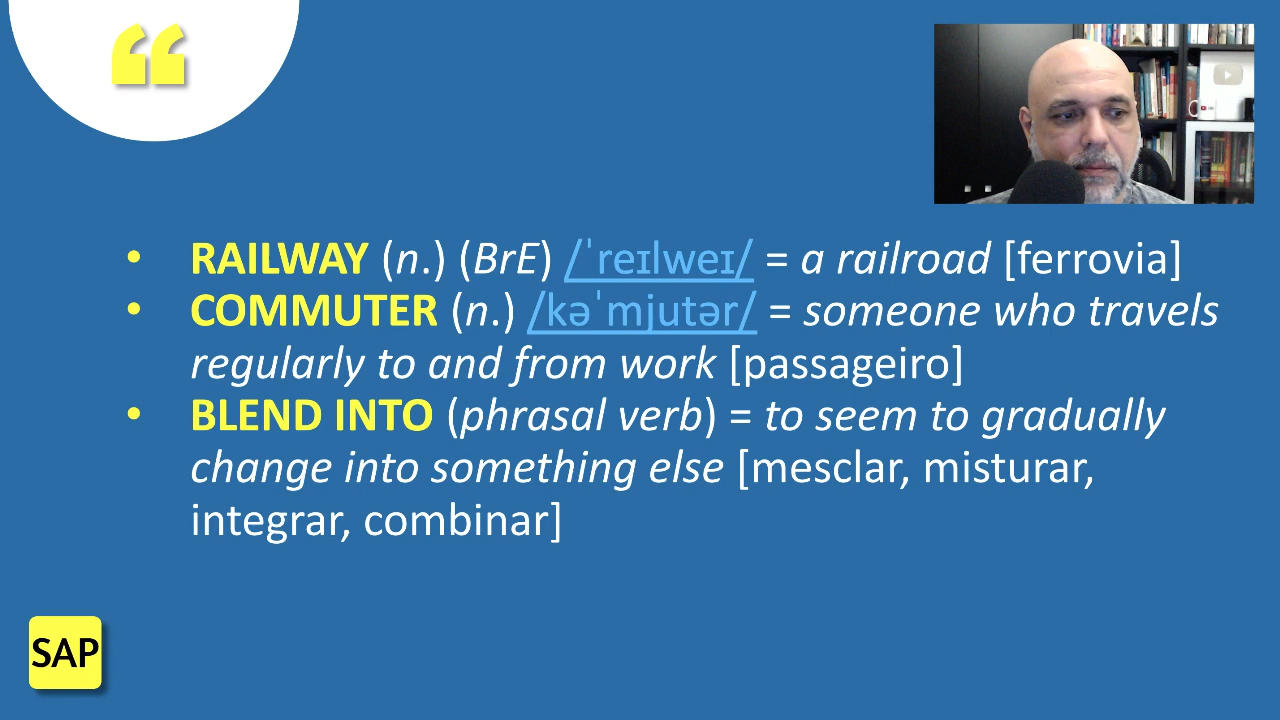 • RAILWAY (n.) (BrE) /ˈreɪlweɪ/ = a railroad [ferrovia]
• COMMUTER (n.) /kəˈmjutər/ = someone who travels
regularly to and from work [passageiro]
• BLEND INTO (phrasal verb) = to seem to gradually
change into something else [mesclar, misturar,
integrar, combinar]
SAP